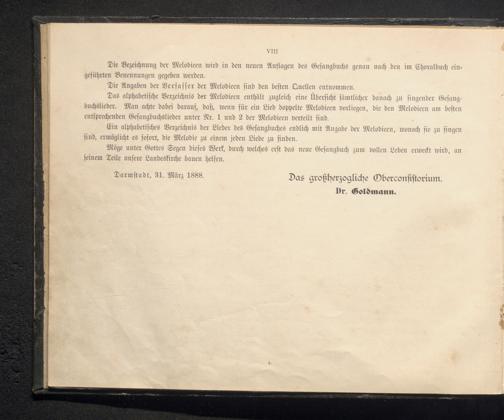 VIII
Die Bezeichnung der Melodieen wird in den neuen Auflagen des Gesangbuchs genau nach den im Choralbuch ein-
geführten Benennungen gegeben werden.
Die Angaben der Verfasser der Melodieen sind den besten Quellen entnommen.
Das alphabetische Verzeichnis der Melodieen enthält zugleich eine Übersicht sämtlicher danach zu singender Gesang-
buchslieder. Man achte dabei darauf, daß, wenn für ein Lied doppelte Melodieen vorliegen, die den Melodieen am besten
entsprechenden Gesangbuchslieder unter Nr. 1 und 2 der Melodieen verteilt sind.
Ein alphabetisches Verzeichnis der Lieder des Gesangbuches endlich mit Angabe der Melodieen, wonach sie zu singen
sind, ermöglicht es sofort, die Melodie zu einem jeden Liede zu finden.
Möge unter Gottes Segen dieses Werk, durch welches erst das neue Gesangbuch zum vollen Leben erweckt wird, an
seinem Teile unsere Landeskirche bauen helfen.
Darmstadt, 31. März 1888.
Das großherzogliche Oberconsistorium.
Dr. Goldmann.